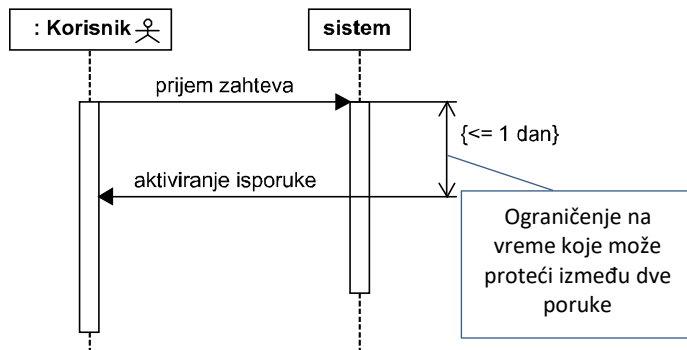 : Korisnik
sistem
prijem zahteva
{<= 1 dan}
aktiviranje isporuke
Ograničenje na
vreme koje može
proteći između dve
poruke